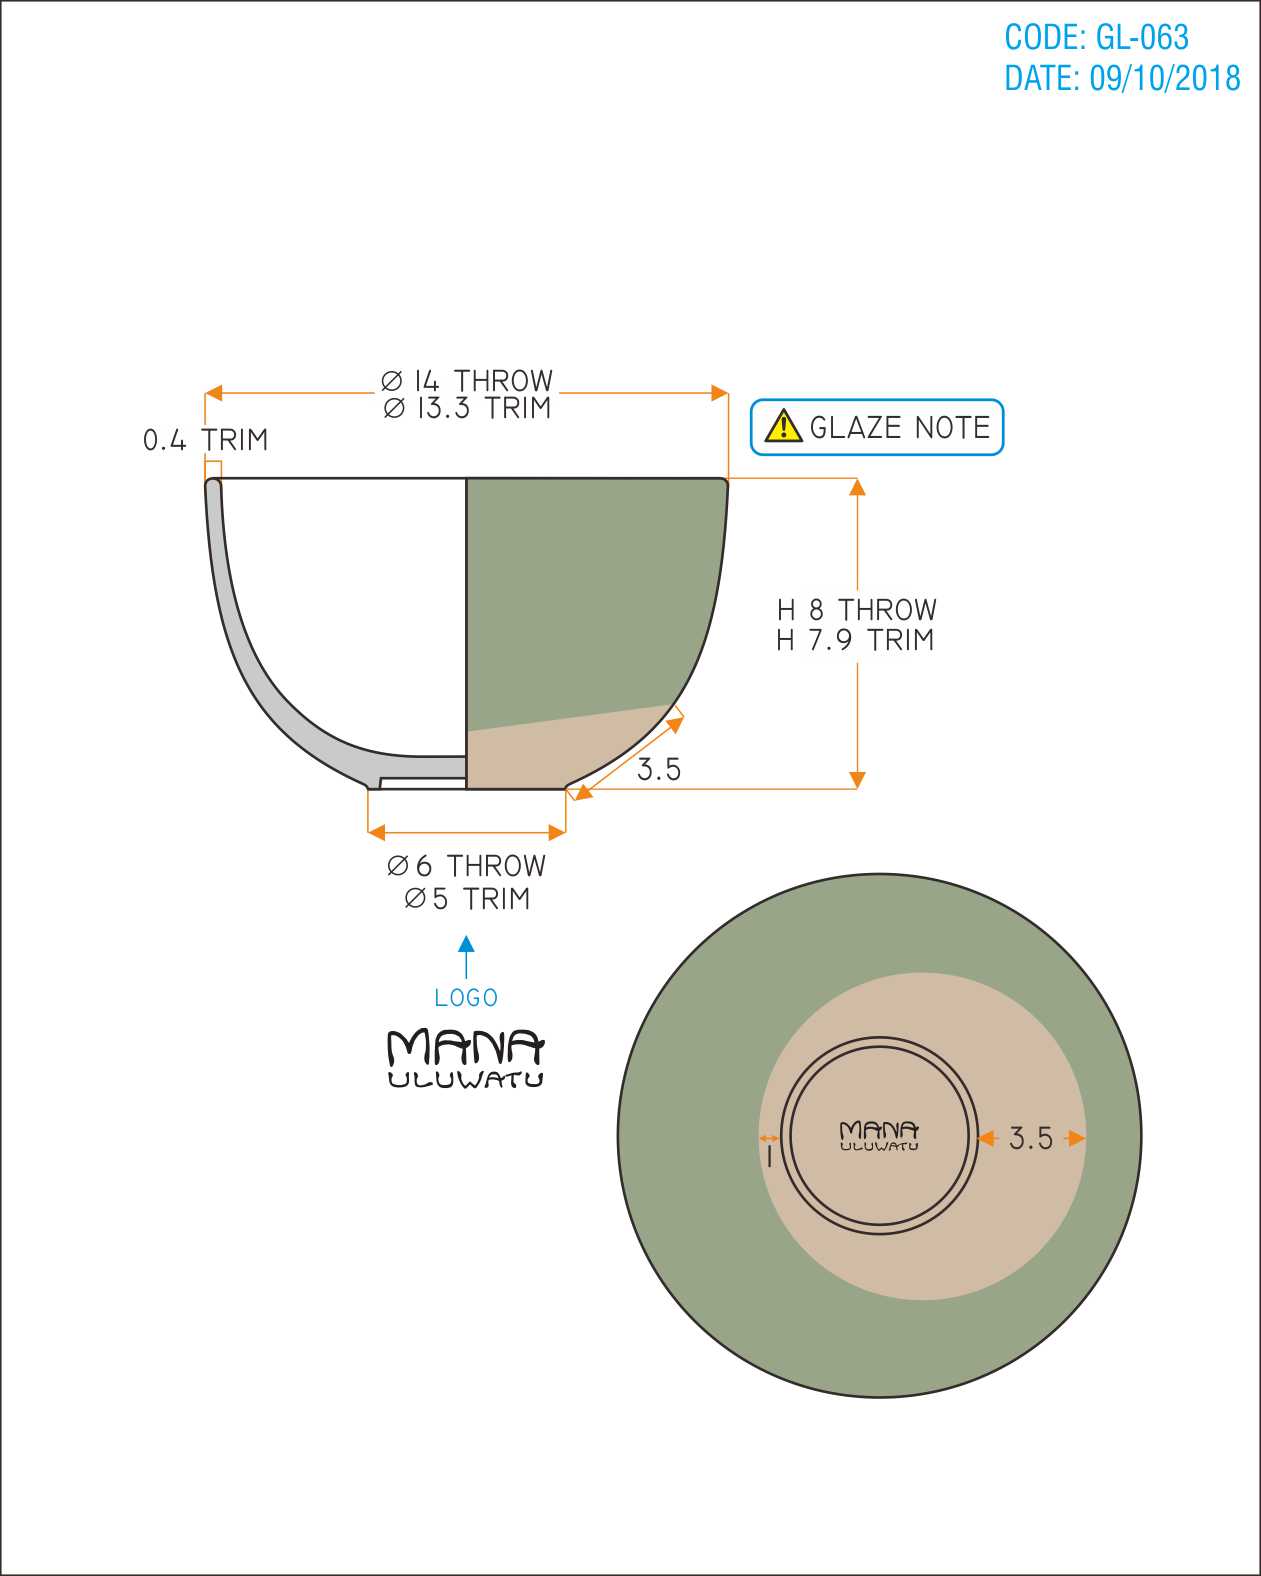 CODE: GL-063
DATE: 09/10/2018
Ø 14 THROW
Ø 13.3 TRIM
0.4 TRIM
GLAZE NOTE
H 8 THROW
H 7.9 TRIM
3.5
Ø 6 THROW
Ø 5 TRIM
LOGO
MANA
ULUWATU
MANA
ULUWATU
3.5
1